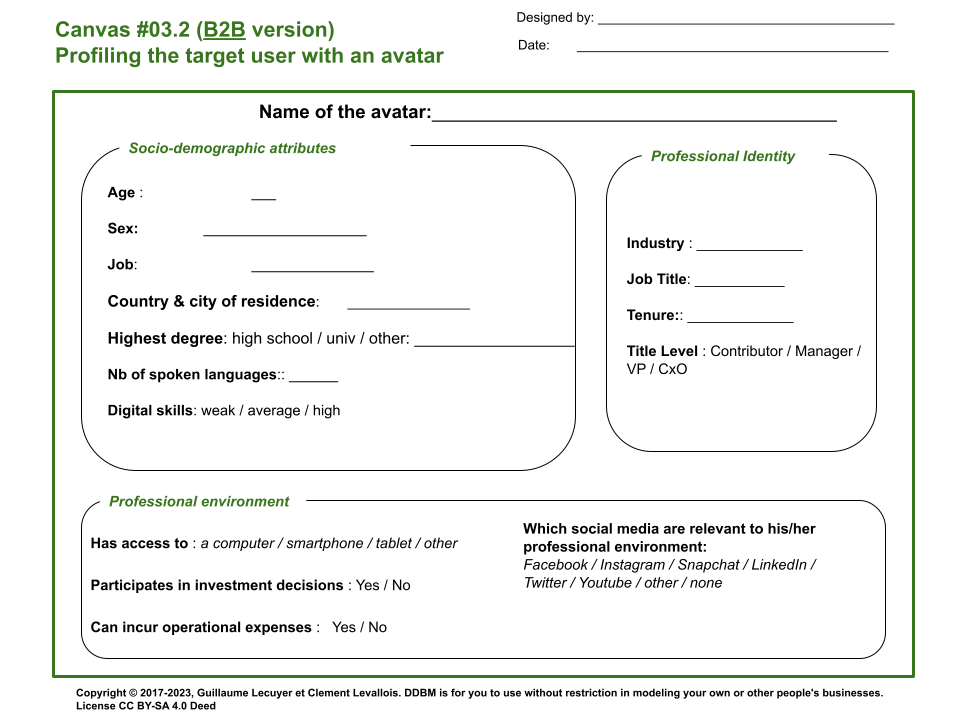 Canvas #03.2 (B2B version)
Profiling the target user with an avatar
Designed by: ________________________________________
Date: ________________________________________
Name of the avatar:________________________________________
Socio-demographic attributes
Age : ___
Sex: ____________________
Job: _______________
Country & city of residence: _______________
Highest degree: high school / univ / other: ____________________
Nb of spoken languages:: ______
Digital skills: weak / average / high
Professional Identity
Industry : _____________
Job Title: ___________
Tenure:: _____________
Title Level : Contributor / Manager /
VP / CxO
Professional environment
Has access to : a computer / smartphone / tablet / other
Participates in investment decisions : Yes / No
Can incur operational expenses : Yes / No
Which social media are relevant to his/her
professional environment:
Facebook / Instagram / Snapchat / LinkedIn /
Twitter / Youtube / other / none
Copyright © 2017-2023, Guillaume Lecuyer et Clement Levallois. DDBM is for you to use without restriction in modeling your own or other people's businesses.
License CC BY-SA 4.0 Deed